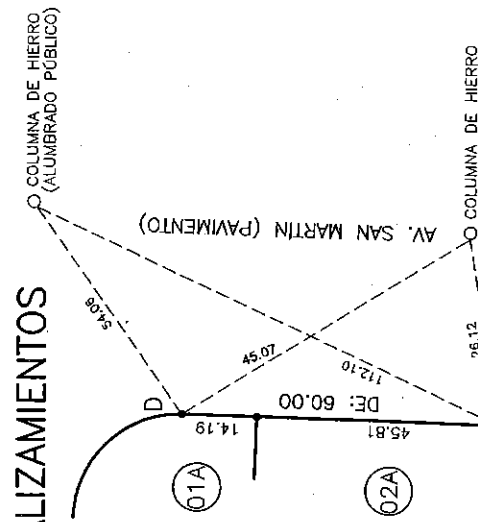 LIZAMIENTOS
COLUMNA DE HIERRO
(ALUMBRADO PÚBLICO)
54.06
AV. SAN MARTÍN (PAVIMENTO)
D
45.07
112.10
DE: 60.00
14.19
45.81
26.12
01A
02A
COLUMNA DE HIERRO